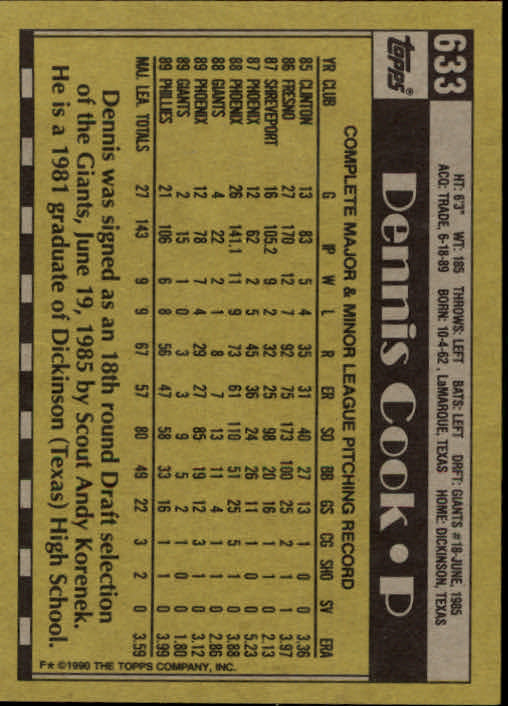 633
topps®
HT: 6'3" WT: 185 THROWS: LEFT BATS: LEFT DRFT: GIANTS #18-JUNE, 1985
ACQ: TRADE, 6-18-89 BORN: 10-4-62, LaMARQUE, TEXAS HOME: DICKINSON, TEXAS
Dennis Cook • P
COMPLETE MAJOR & MINOR LEAGUE PITCHING RECORD
YR CLUB G IP W L R ER SO BB GS CG SHO SV ERA
85 CLINTON 13 83 5 4 35 31 40 27 13 1 0 0 3.36
86 FRESNO 27 170 12 7 92 75 173 100 25 2 1 0 3.97
87 SHREVEPORT 16 105.2 9 2 32 25 98 20 16 1 1 0 2.13
87 PHOENIX 12 62 2 5 45 36 24 26 11 1 0 0 5.23
88 PHOENIX 26 141.1 11 9 73 61 110 51 25 5 1 0 3.88
88 GIANTS 4 22 2 1 8 7 13 11 4 1 1 0 2.86
89 PHOENIX 12 78 7 4 29 27 85 19 12 3 1 0 3.12
89 GIANTS 2 15 1 0 3 3 9 5 2 1 0 0 1.80
89 PHILLIES 21 106 6 8 56 47 58 33 16 1 1 0 3.99
MAJ. LEA. TOTALS 27 143 9 9 67 57 80 49 22 3 2 0 3.59
Dennis was signed as an 18th round Draft selection
of the Giants, June 19, 1985 by Scout Andy Korenek.
He is a 1981 graduate of Dickinson (Texas) High School.
F* ©1990 THE TOPPS COMPANY, INC.